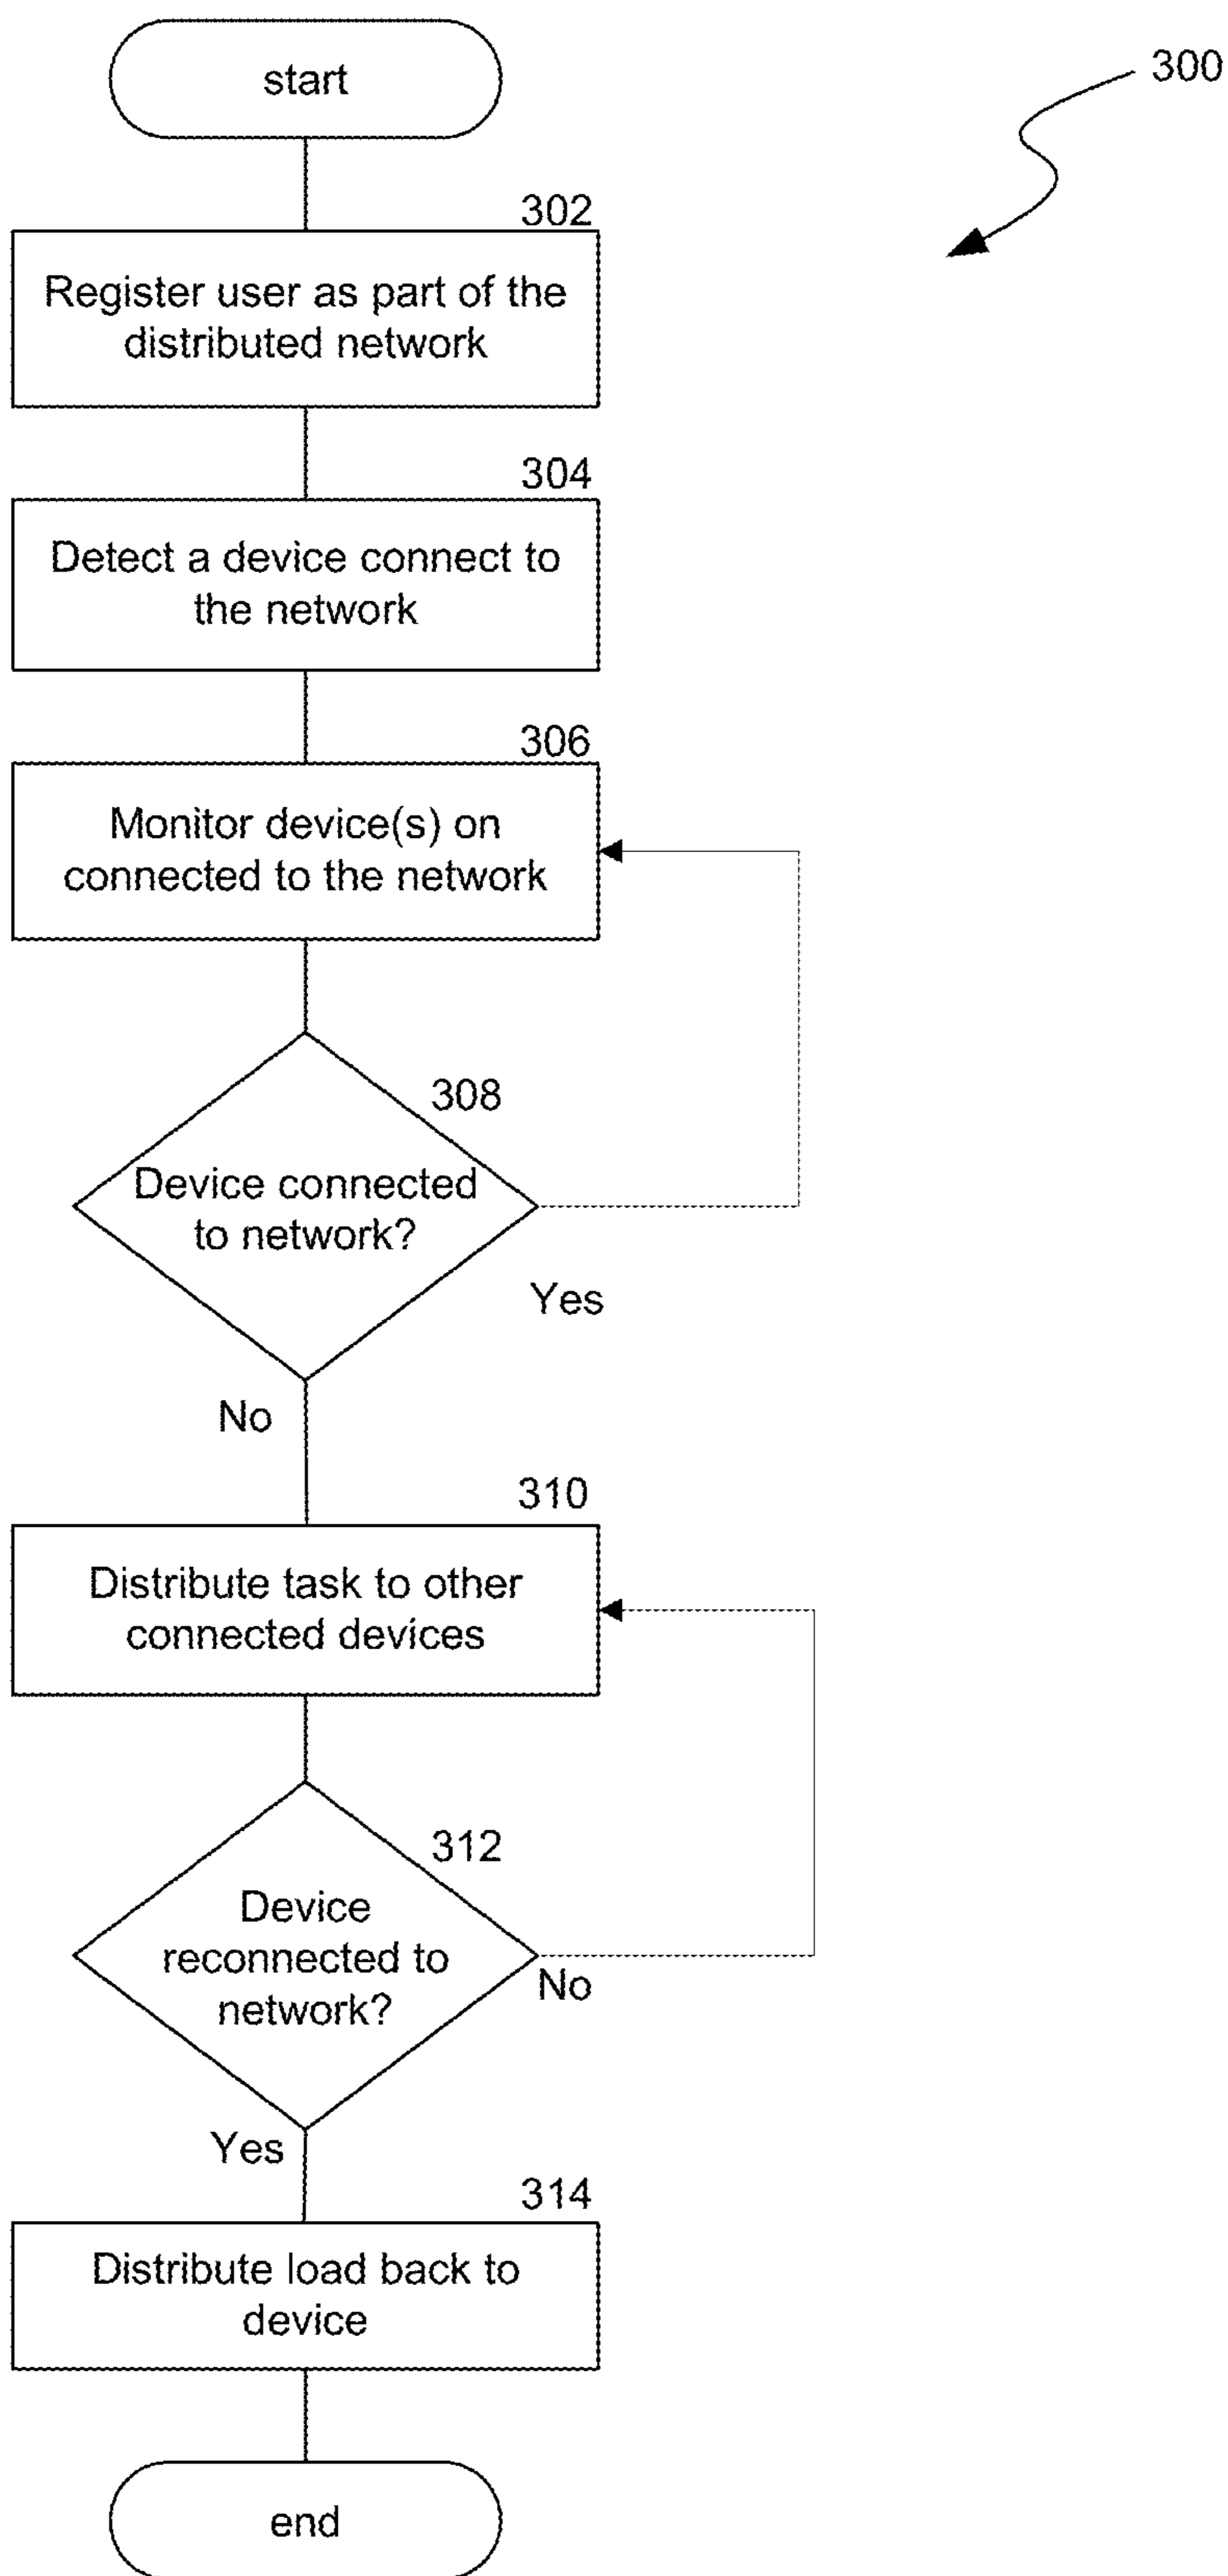 start
300
302
Register user as part of the
distributed network
304
Detect a device connect to
the network
306
Monitor device(s) on
connected to the network
308
Device connected
to network?
Yes
No
310
Distribute task to other
connected devices
312
Device
reconnected to
network?
No
Yes
314
Distribute load back to
device
end